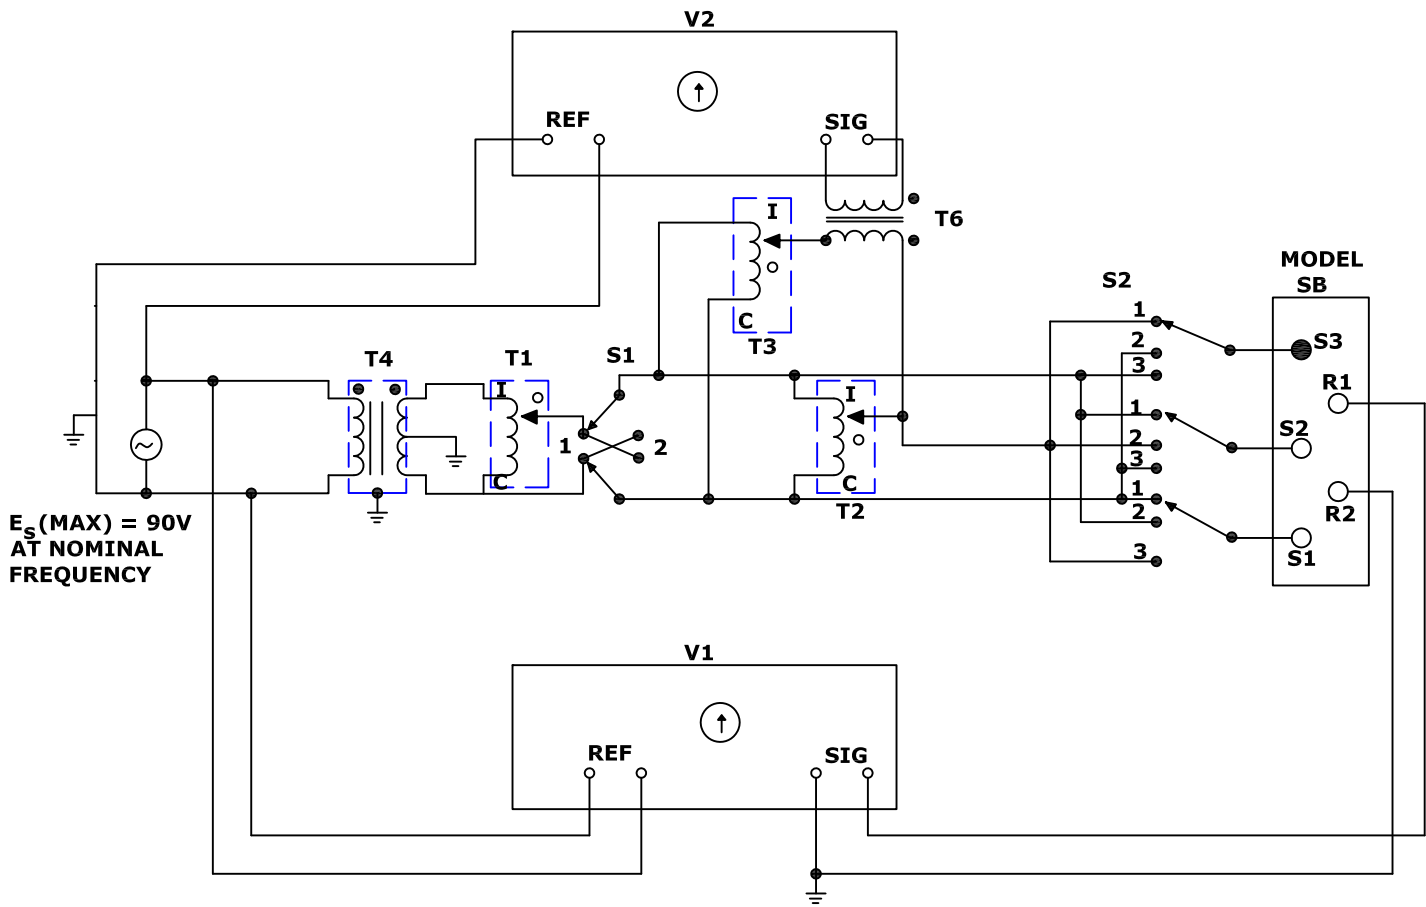 V2
REF
SIG
I
T6
C
T3
MODEL
SB
S2
1
2
3
S3
R1
T4
T1
S1
I
O
C
1
2
I
C
T2
1
2
3
S2
1
2
3
R2
S1
Es(MAX) = 90V
AT NOMINAL
FREQUENCY
V1
REF
SIG